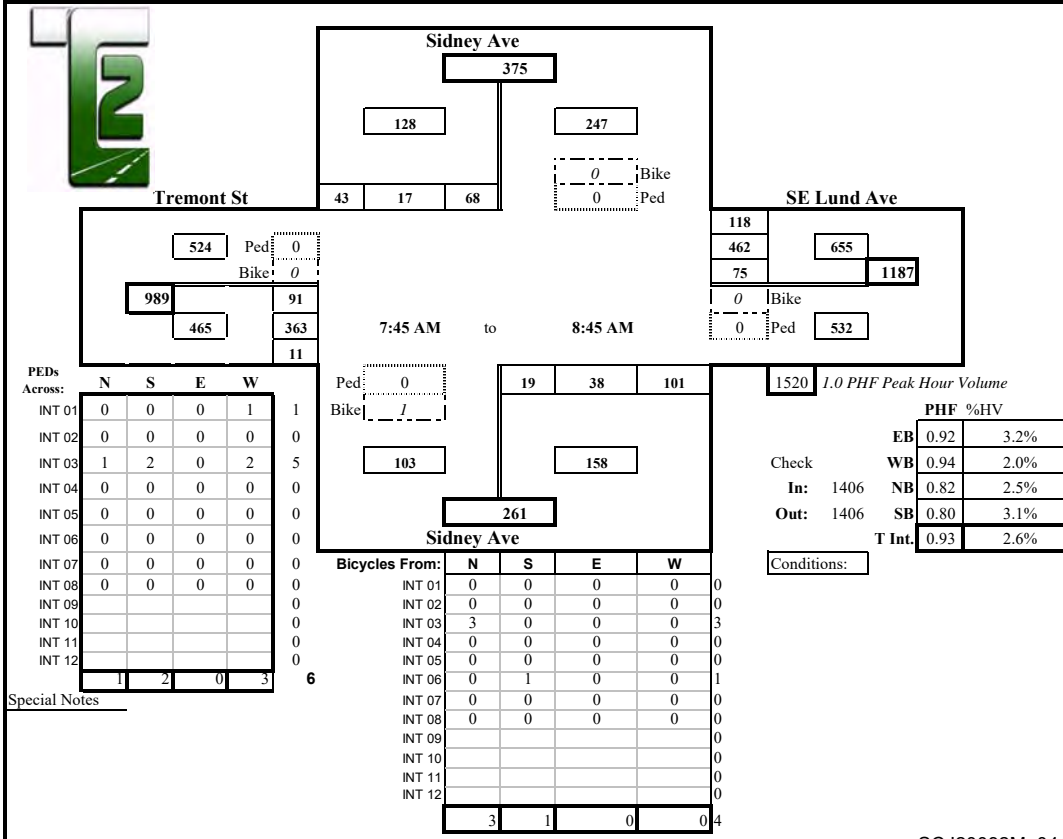 T2
Sidney Ave
375
128
247
0 Bike
0 Ped
Tremont St
43 17 68
SE Lund Ave
118
524 Ped 0
462 655
Bike 0
75 1187
989 91
0 Bike
465 363 7:45 AM to 8:45 AM
0 Ped 532
11
PEDs
Across: N S E W
Ped 0
19 38 101
1520 1.0 PHF Peak Hour Volume
INT 01 0 0 0 1 1
Bike 1
PHF %HV
INT 02 0 0 0 0 0
EB 0.92 3.2%
INT 03 1 2 0 2 5
103
158
Check WB 0.94 2.0%
INT 04 0 0 0 0 0
In: 1406 NB 0.82 2.5%
INT 05 0 0 0 0 0
261
Out: 1406 SB 0.80 3.1%
INT 06 0 0 0 0 0
Sidney Ave
T Int. 0.93 2.6%
INT 07 0 0 0 0 0
Bicycles From: N S E W
Conditions:
INT 08 0 0 0 0 0
INT 09 0
INT 10 0
INT 11 0
INT 12 0
1 2 0 3 6
Special Notes
INT 01 0 0 0 0 0
INT 02 0 0 0 0 0
INT 03 3 0 0 0 3
INT 04 0 0 0 0 0
INT 05 0 0 0 0 0
INT 06 0 1 0 0 1
INT 07 0 0 0 0 0
INT 08 0 0 0 0 0
INT 09 0
INT 10 0
INT 11 0
INT 12 0
3 1 0 0 4